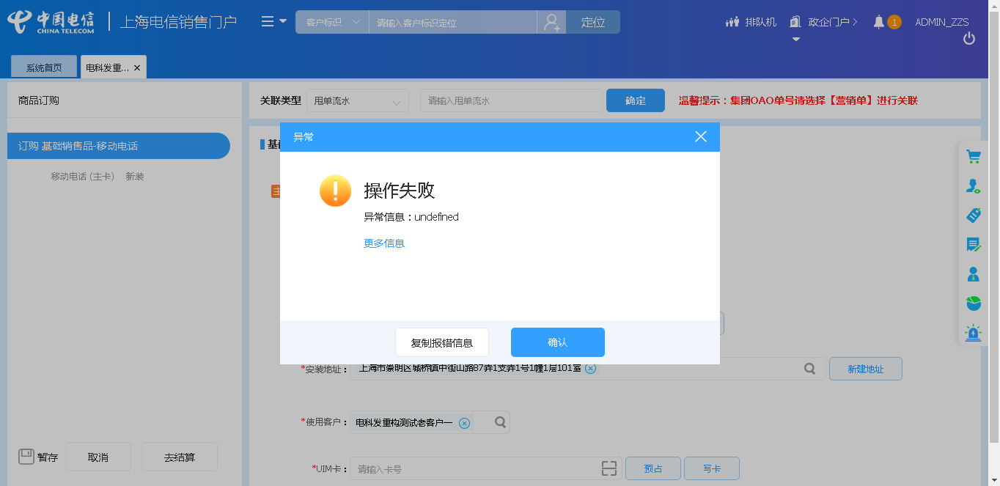 中国电信
CHINA TELECOM
上海电信销售门户
客户标识
请输入客户标识定位
定位
排队机
政企门户
1
ADMIN_ZZS
系统首页
电科发重...
商品订购
关联类型
甩单流水
请输入甩单流水
确定
温馨提示：集团OAO单号请选择【营销单】进行关联
订购 基础销售品-移动电话
移动电话 (主卡) 新装
异常
操作失败
异常信息：undefined
更多信息
复制报错信息
确认
*安装地址：
上海市崇明区城桥镇中街山路87弄1支弄1号1幢1层101室
新建地址
*使用客户：
电科发重构测试老客户一
*UIM卡：
请输入卡号
预占
写卡
暂存
取消
去结算